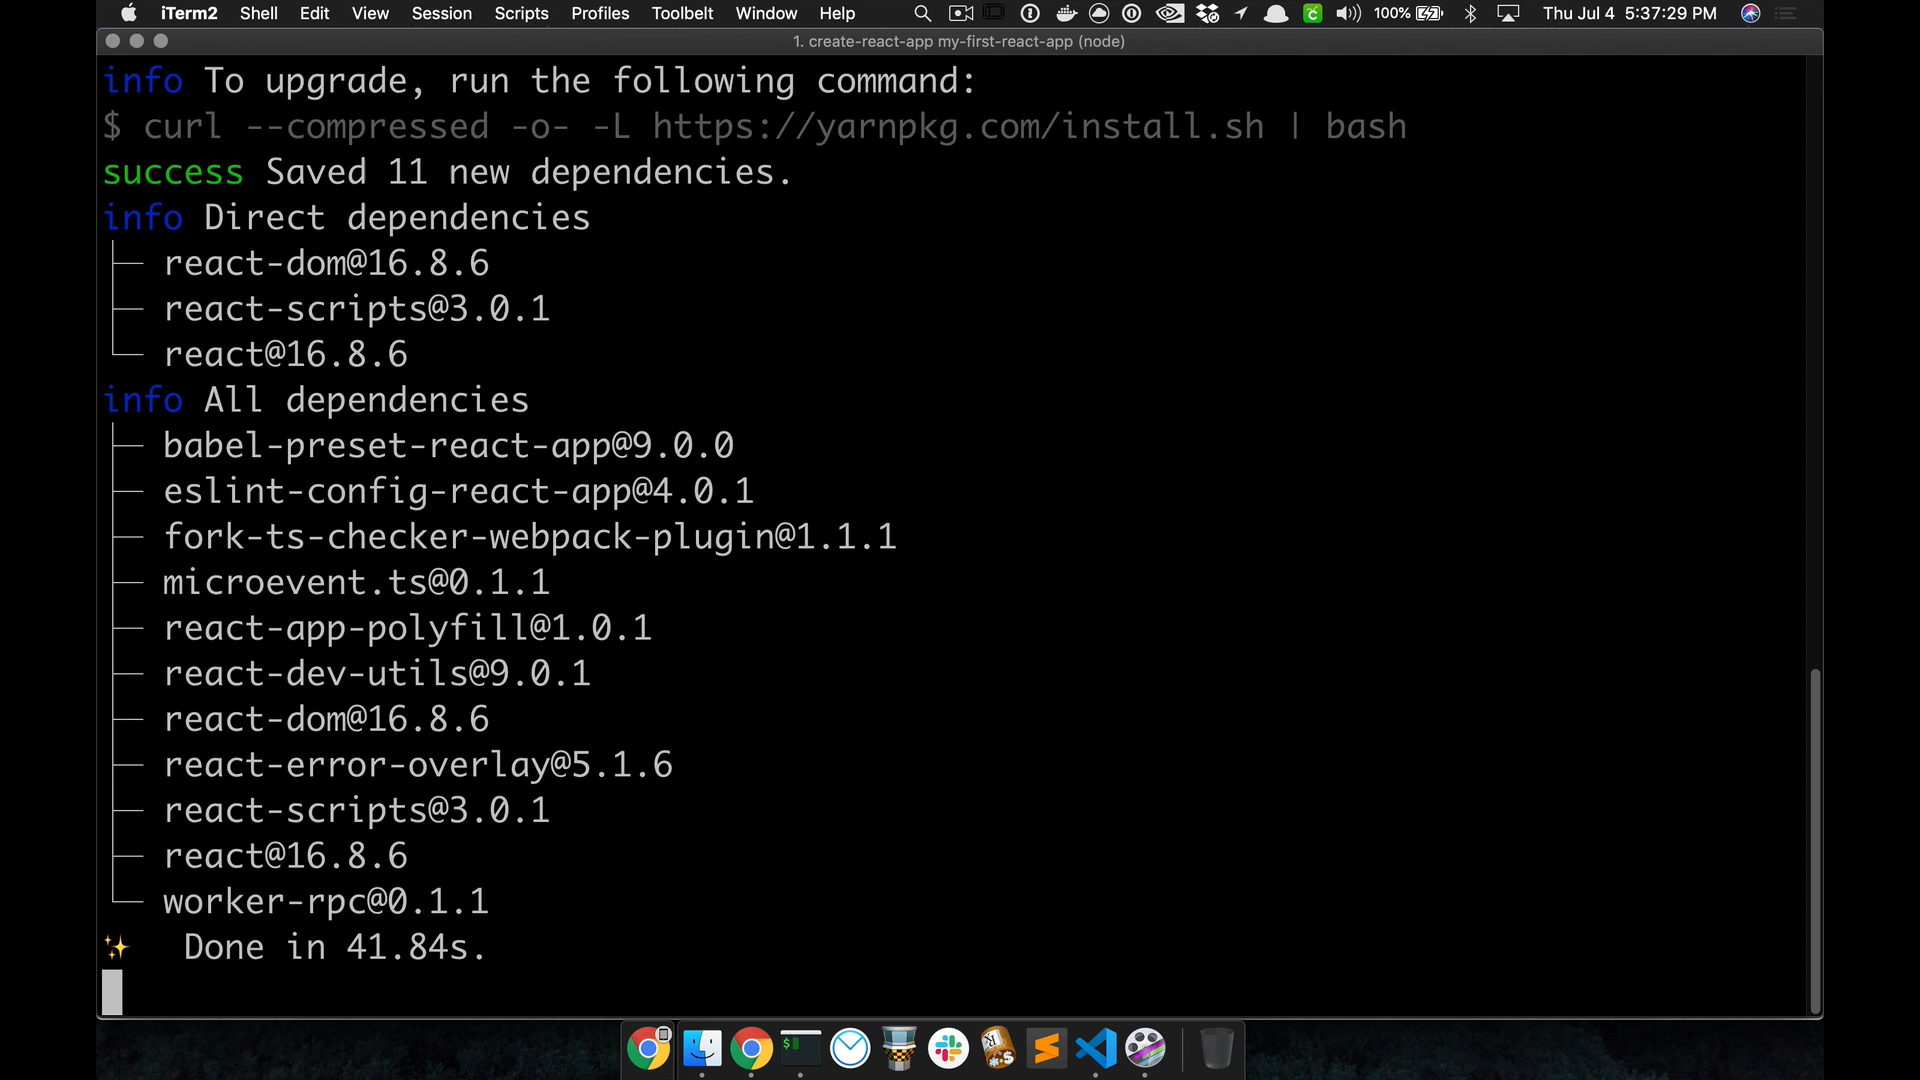 iTerm2 Shell Edit View Session Scripts Profiles Toolbelt Window Help 100% Thu Jul 4 5:37:29 PM
1. create-react-app my-first-react-app (node)
info To upgrade, run the following command:
$ curl --compressed -o- -L https://yarnpkg.com/install.sh | bash
success Saved 11 new dependencies.
info Direct dependencies
├─ react-dom@16.8.6
├─ react-scripts@3.0.1
└─ react@16.8.6
info All dependencies
├─ babel-preset-react-app@9.0.0
├─ eslint-config-react-app@4.0.1
├─ fork-ts-checker-webpack-plugin@1.1.1
├─ microevent.ts@0.1.1
├─ react-app-polyfill@1.0.1
├─ react-dev-utils@9.0.1
├─ react-dom@16.8.6
├─ react-error-overlay@5.1.6
├─ react-scripts@3.0.1
├─ react@16.8.6
└─ worker-rpc@0.1.1
✨ Done in 41.84s.